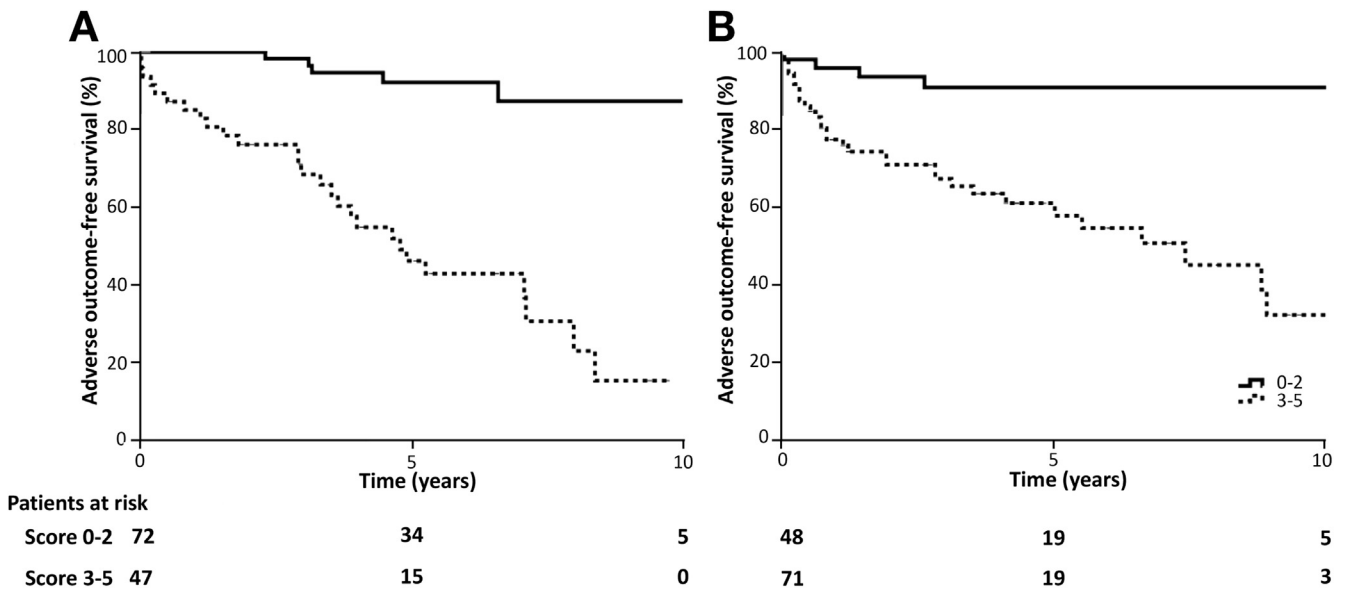 A
B
Adverse outcome-free survival (%)
100
80
60
40
20
0
0 5 10
Time (years)
Adverse outcome-free survival (%)
100
80
60
40
20
0
0-2
3-5
0 5 10
Time (years)
Patients at risk
Score 0-2 72 34 5 48 19 5
Score 3-5 47 15 0 71 19 3